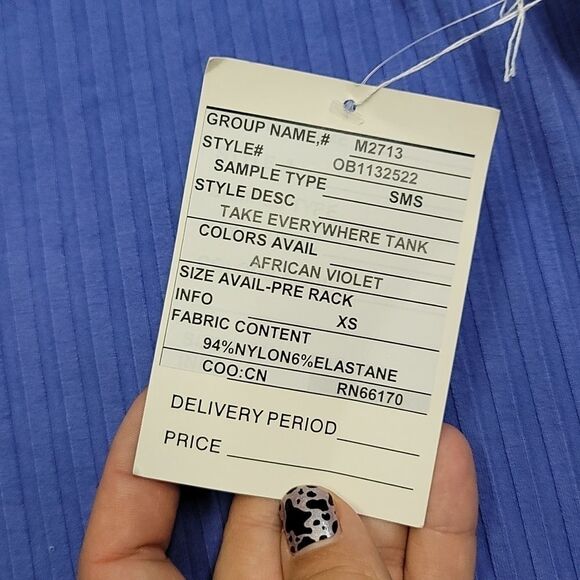 GROUP NAME,# M2713
STYLE# OB1132522
SAMPLE TYPE SMS
STYLE DESC
TAKE EVERYWHERE TANK
COLORS AVAIL
AFRICAN VIOLET
SIZE AVAIL-PRE RACK
INFO XS
FABRIC CONTENT
94%NYLON6%ELASTANE
COO:CN RN66170
DELIVERY PERIOD
PRICE